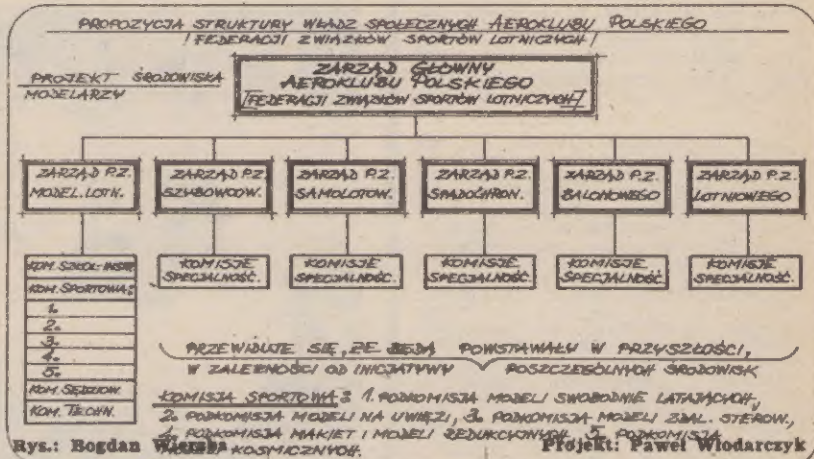 PROPOZYCJA STRUKTURY WŁADZ SPOŁECZNYCH AEROKLUBU POLSKIEGO
/FEDERACJI ZWIĄZKÓW SPORTÓW LOTNICZYCH/
PROJEKT ŚRODOWISKA
MODELARZY
ZARZĄD GŁÓWNY
AEROKLUBU POLSKIEGO
/FEDERACJI ZWIĄZKÓW SPORTÓW LOTNICZYCH/
ZARZĄD P.Z.
MODEL. LOTN.
ZARZĄD P.Z.
SZYBOWCOW.
ZARZĄD P.Z.
SAMOLOTOW.
ZARZĄD P.Z.
SPADOCHRON.
ZARZĄD P.Z.
BALONOWEGO
ZARZĄD P.Z.
LOTNIOWEGO
KOM. SZKOL.-INSTR.
KOM. SPORTOWA:
1.
2.
3.
4.
5.
KOM. SĘDZIOW.
KOM. TECHN.
KOMISJE
SPECJALNOŚĆ.
KOMISJE
SPECJALNOŚĆ.
KOMISJE
SPECJALNOŚĆ.
KOMISJE
SPECJALNOŚĆ.
KOMISJE
SPECJALNOŚĆ.
PRZEWIDUJE SIĘ, ŻE BĘDĄ POWSTAWAŁY W PRZYSZŁOŚCI,
W ZALEŻNOŚCI OD INICJATYWY POSZCZEGÓLNYCH ŚRODOWISK
KOMISJA SPORTOWA: 1. PODKOMISJA MODELI SWOBODNIE LATAJĄCYCH,
2. PODKOMISJA MODELI NA UWIĘZI, 3. PODKOMISJA MODELI ZDAL. STEROW.,
4. PODKOMISJA MAKIET I MODELI REDUKCYJNYCH 5. PODKOMISJA
KOSMICZNYCH.
Rys.: Bogdan Projekt: Paweł Włodarczyk